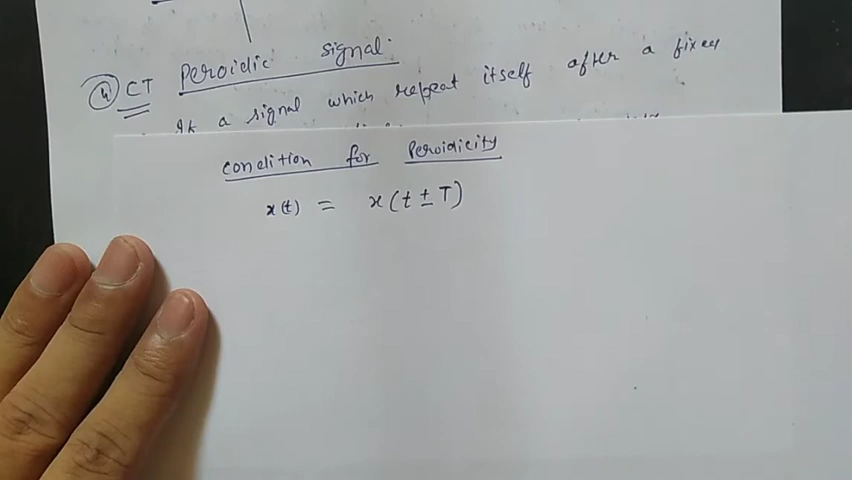 4 CT Peroidic Signal.
It a signal which repeat itself after a fixed
Condition for Peroidicity
x(t) = x(t ± T)